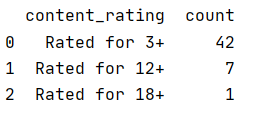 content_rating count
0 Rated for 3+ 42
1 Rated for 12+ 7
2 Rated for 18+ 1